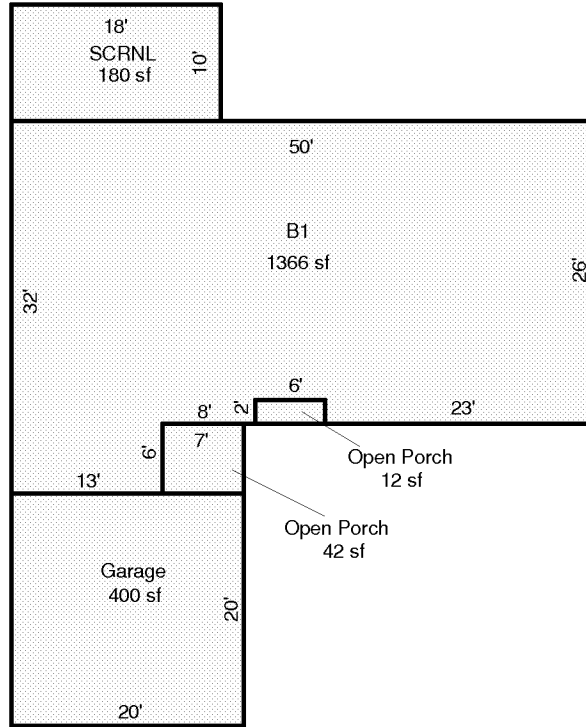 18'
SCRNL
180 sf
10'
50'
B1
1366 sf
32'
26'
6'
8'
2'
23'
7'
6'
Open Porch
12 sf
13'
Open Porch
42 sf
Garage
400 sf
20'
20'